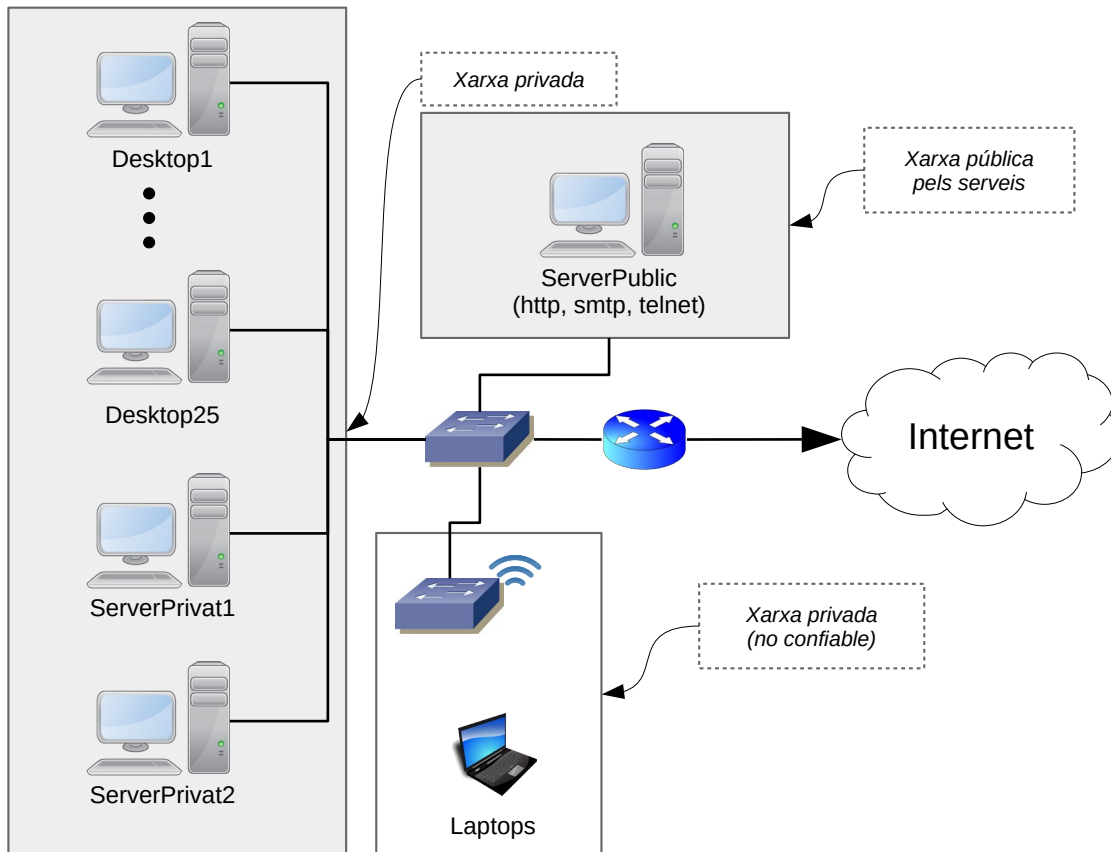 Desktop1
Xarxa privada
Xarxa pública
pels serveis
ServerPublic
(http, smtp, telnet)
Desktop25
Internet
ServerPrivat1
Xarxa privada
(no confiable)
ServerPrivat2
Laptops